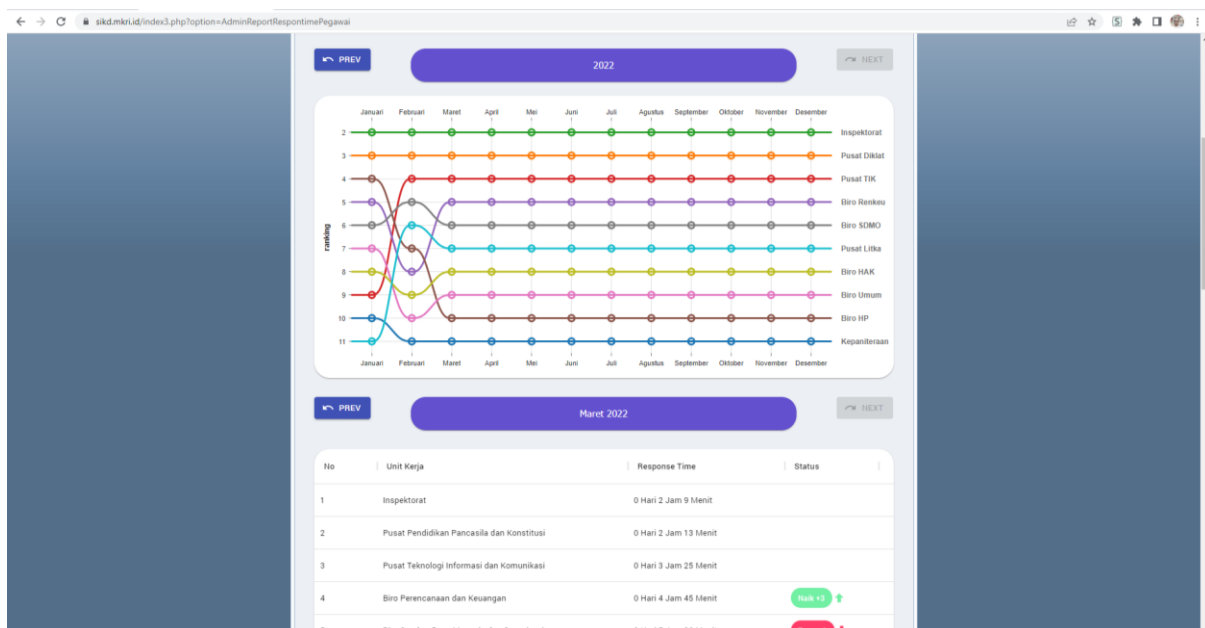 sikd.mkri.id/index3.php?option=AdminReportRespontimePegawai
PREV
2022
NEXT
Januari Februari Maret April Mei Juni Juli Agustus September Oktober November Desember
ranking
2 Inspektorat
3 Pusat Diklat
4 Pusat TIK
5 Biro Renkeu
6 Biro SDMO
7 Pusat Litka
8 Biro HAK
9 Biro Umum
10 Biro HP
11 Kepaniteraan
Januari Februari Maret April Mei Juni Juli Agustus September Oktober November Desember
PREV
Maret 2022
NEXT
No Unit Kerja Response Time Status
1 Inspektorat 0 Hari 2 Jam 9 Menit
2 Pusat Pendidikan Pancasila dan Konstitusi 0 Hari 2 Jam 13 Menit
3 Pusat Teknologi Informasi dan Komunikasi 0 Hari 3 Jam 25 Menit
4 Biro Perencanaan dan Keuangan 0 Hari 4 Jam 45 Menit Naik +3